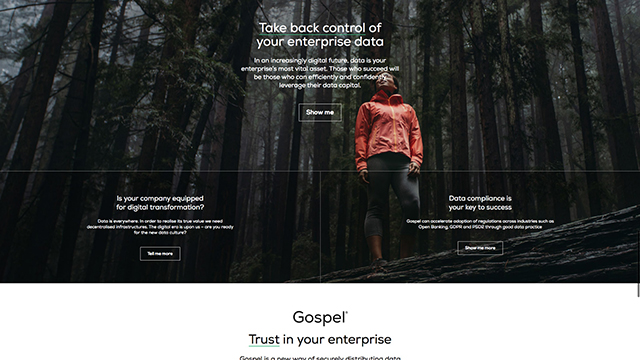 Take back control of
your enterprise data
In an increasingly digital future, data is your
enterprise's most vital asset. Those who succeed will
be those who can efficiently and confidently
leverage their data capital.
Show me
Is your company equipped
for digital transformation?
Data is everywhere. In order to realise its true value we need
decentralised infrastructures. The digital era is upon us – are you ready
for the new data culture?
Tell me more
Data compliance is
your key to success
Gospel can accelerate adoption of regulations across industries such as
Open Banking, GDPR and PSD2 through good data practice
Show me more
Gospel
Trust in your enterprise
Gospel is a new way of securely distributing data